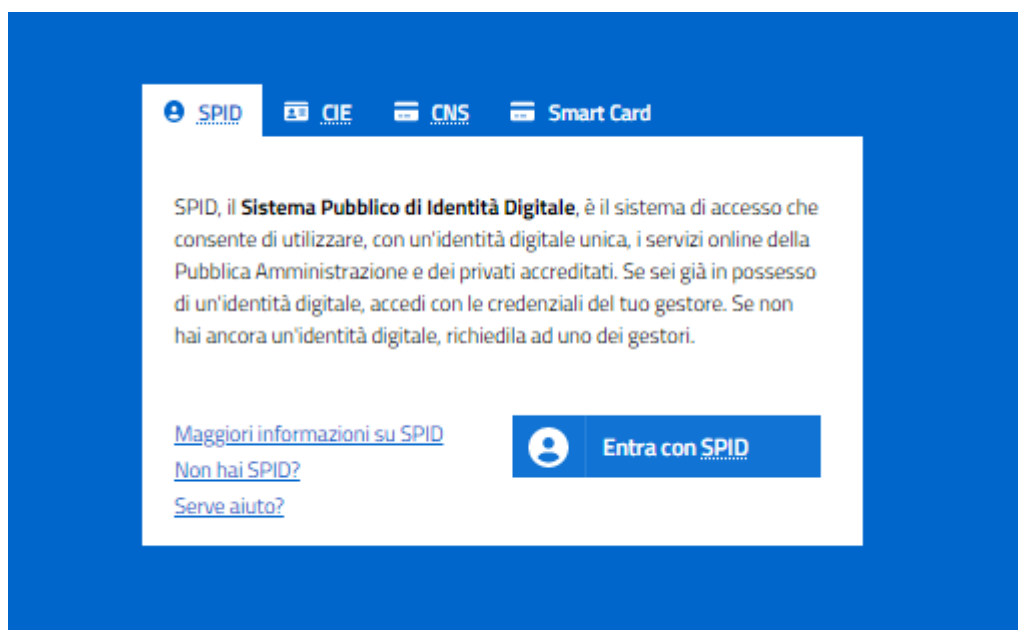 SPID CIE CNS Smart Card
SPID, il Sistema Pubblico di Identità Digitale, è il sistema di accesso che
consente di utilizzare, con un'identità digitale unica, i servizi online della
Pubblica Amministrazione e dei privati accreditati. Se sei già in possesso
di un'identità digitale, accedi con le credenziali del tuo gestore. Se non
hai ancora un'identità digitale, richiedila ad uno dei gestori.
Maggiori informazioni su SPID
Non hai SPID?
Serve aiuto?
Entra con SPID